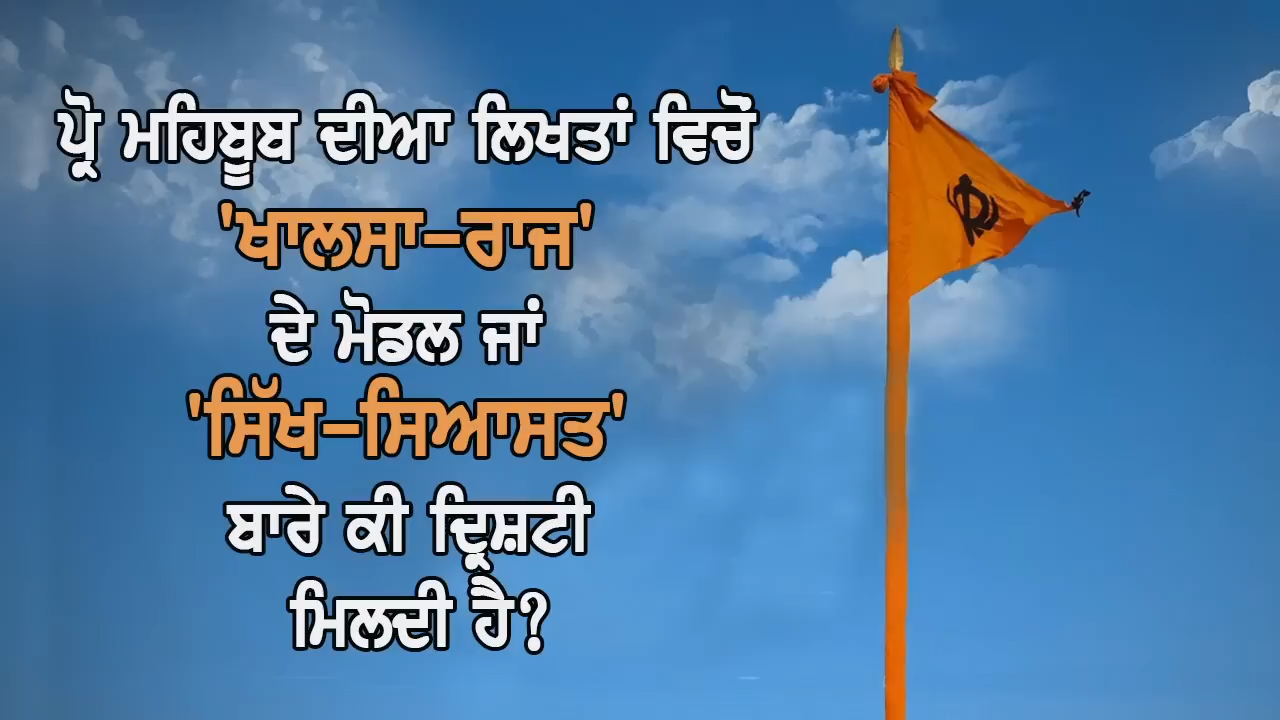 ਪ੍ਰੋ ਮਹਿਬੂਬ ਦੀਆ ਲਿਖਤਾਂ ਵਿਚੋਂ
'ਖਾਲਸਾ-ਰਾਜ'
ਦੇ ਮੋਡਲ ਜਾਂ
'ਸਿੱਖ-ਸਿਆਸਤ'
ਬਾਰੇ ਕੀ ਦ੍ਰਿਸ਼ਟੀ
ਮਿਲਦੀ ਹੈ?